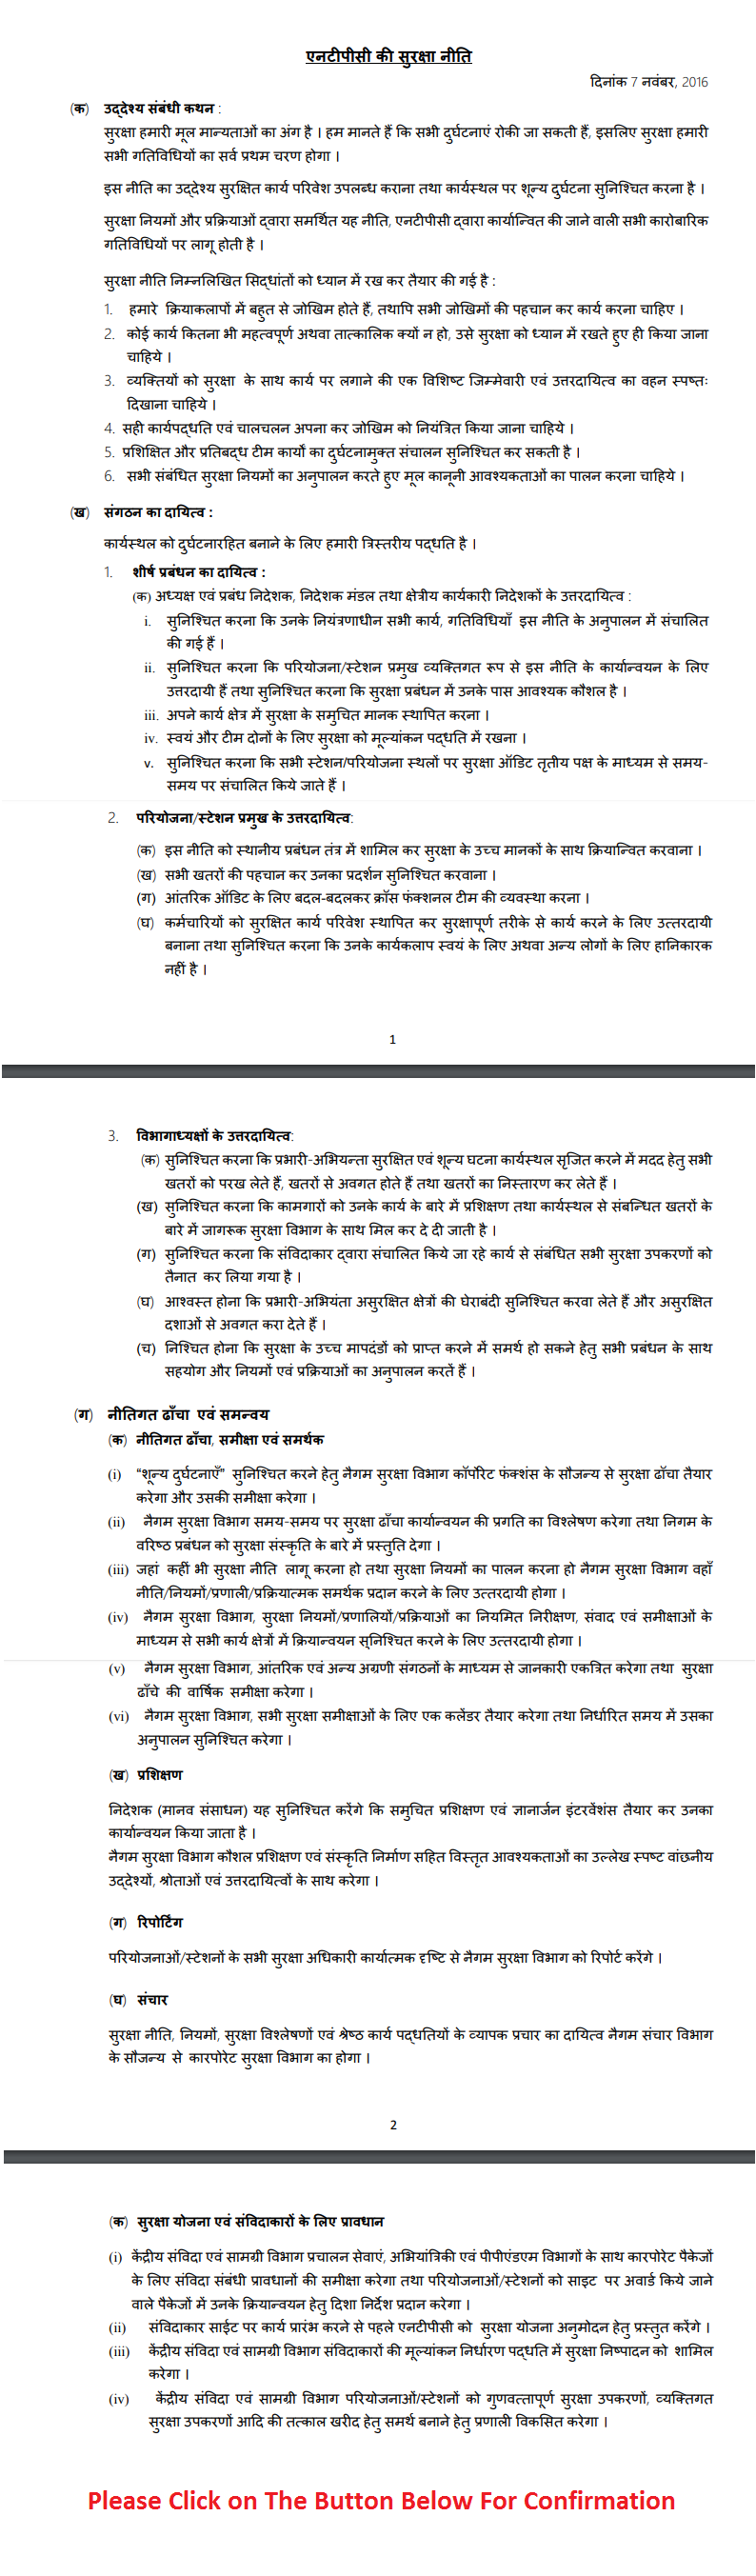 एनटीपीसी की सुरक्षा नीति
दिनांक 7 नवंबर, 2016
(क) उद्देश्य संबंधी कथन :
सुरक्षा हमारी मूल मान्यताओं का अंग है । हम मानते हैं कि सभी दुर्घटनाएं रोकी जा सकती हैं, इसलिए सुरक्षा हमारी
सभी गतिविधियों का सर्व प्रथम चरण होगा ।
इस नीति का उद्देश्य सुरक्षित कार्य परिवेश उपलब्ध कराना तथा कार्यस्थल पर शून्य दुर्घटना सुनिश्चित करना है ।
सुरक्षा नियमों और प्रक्रियाओं द्वारा समर्थित यह नीति, एनटीपीसी द्वारा कार्यान्वित की जाने वाली सभी कारोबारिक
गतिविधियों पर लागू होती है ।
सुरक्षा नीति निम्नलिखित सिद्धांतों को ध्यान में रख कर तैयार की गई है :
1. हमारे क्रियाकलापों में बहुत से जोखिम होते हैं, तथापि सभी जोखिमों की पहचान कर कार्य करना चाहिए ।
2. कोई कार्य कितना भी महत्वपूर्ण अथवा तात्कालिक क्यों न हो, उसे सुरक्षा को ध्यान में रखते हुए ही किया जाना
चाहिये ।
3. व्यक्तियों को सुरक्षा के साथ कार्य पर लगाने की एक विशिष्ट जिम्मेवारी एवं उत्तरदायित्व का वहन स्पष्तः
दिखाना चाहिये ।
4. सही कार्यपद्धति एवं चालचलन अपना कर जोखिम को नियंत्रित किया जाना चाहिये ।
5. प्रशिक्षित और प्रतिबद्ध टीम कार्यों का दुर्घटनामुक्त संचालन सुनिश्चित कर सकती है ।
6. सभी संबंधित सुरक्षा नियमों का अनुपालन करते हुए मूल कानूनी आवश्यकताओं का पालन करना चाहिये ।
(ख) संगठन का दायित्व :
कार्यस्थल को दुर्घटनारहित बनाने के लिए हमारी त्रिस्तरीय पद्धति है ।
1. शीर्ष प्रबंधन का दायित्व :
(क) अध्यक्ष एवं प्रबंध निदेशक, निदेशक मंडल तथा क्षेत्रीय कार्यकारी निदेशकों के उत्तरदायित्व :
i. सुनिश्चित करना कि उनके नियंत्रणाधीन सभी कार्य, गतिविधियाँ इस नीति के अनुपालन में संचालित
की गई हैं ।
ii. सुनिश्चित करना कि परियोजना/स्टेशन प्रमुख व्यक्तिगत रूप से इस नीति के कार्यान्वयन के लिए
उत्तरदायी हैं तथा सुनिश्चित करना कि सुरक्षा प्रबंधन में उनके पास आवश्यक कौशल है ।
iii. अपने कार्य क्षेत्र में सुरक्षा के समुचित मानक स्थापित करना ।
iv. स्वयं और टीम दोनों के लिए सुरक्षा को मूल्यांकन पद्धति में रखना ।
v. सुनिश्चित करना कि सभी स्टेशन/परियोजना स्थलों पर सुरक्षा ऑडिट तृतीय पक्ष के माध्यम से समय-
समय पर संचालित किये जाते हैं ।
2. परियोजना/स्टेशन प्रमुख के उत्तरदायित्व:
(क) इस नीति को स्थानीय प्रबंधन तंत्र में शामिल कर सुरक्षा के उच्च मानकों के साथ क्रियान्वित करवाना ।
(ख) सभी खतरों की पहचान कर उनका प्रदर्शन सुनिश्चित करवाना ।
(ग) आंतरिक ऑडिट के लिए बदल-बदलकर क्रॉस फंक्शनल टीम की व्यवस्था करना ।
(घ) कर्मचारियों को सुरक्षित कार्य परिवेश स्थापित कर सुरक्षापूर्ण तरीके से कार्य करने के लिए उत्तरदायी
बनाना तथा सुनिश्चित करना कि उनके कार्यकलाप स्वयं के लिए अथवा अन्य लोगों के लिए हानिकारक
नहीं है ।
1
3. विभागाध्यक्षों के उत्तरदायित्व:
(क) सुनिश्चित करना कि प्रभारी-अभियन्ता सुरक्षित एवं शून्य घटना कार्यस्थल सृजित करने में मदद हेतु सभी
खतरों को परख लेते हैं, खतरों से अवगत होते हैं तथा खतरों का निस्तारण कर लेते हैं ।
(ख) सुनिश्चित करना कि कामगारों को उनके कार्य के बारे में प्रशिक्षण तथा कार्यस्थल से संबन्धित खतरों के
बारे में जागरूक सुरक्षा विभाग के साथ मिल कर दे दी जाती है ।
(ग) सुनिश्चित करना कि संविदाकार द्वारा संचालित किये जा रहे कार्य से संबंधित सभी सुरक्षा उपकरणों को
तैनात कर लिया गया है ।
(घ) आश्वस्त होना कि प्रभारी-अभियंता असुरक्षित क्षेत्रों की घेराबंदी सुनिश्चित करवा लेते हैं और असुरक्षित
दशाओं से अवगत करा देते हैं ।
(च) निश्चित होना कि सुरक्षा के उच्च मापदंडों को प्राप्त करने में समर्थ हो सकने हेतु सभी प्रबंधन के साथ
सहयोग और नियमों एवं प्रक्रियाओं का अनुपालन करतें हैं ।
(ग) नीतिगत ढाँचा एवं समन्वय
(क) नीतिगत ढाँचा, समीक्षा एवं समर्थक
(i) “शून्य दुर्घटनाएँ” सुनिश्चित करने हेतु नैगम सुरक्षा विभाग कॉर्पोरेट फंक्शंस के सौजन्य से सुरक्षा ढॉचा तैयार
करेगा और उसकी समीक्षा करेगा ।
(ii) नैगम सुरक्षा विभाग समय-समय पर सुरक्षा ढाँचा कार्यान्वयन की प्रगति का विश्लेषण करेगा तथा निगम के
वरिष्ठ प्रबंधन को सुरक्षा संस्कृति के बारे में प्रस्तुति देगा ।
(iii) जहां कहीं भी सुरक्षा नीति लागू करना हो तथा सुरक्षा नियमों का पालन करना हो नैगम सुरक्षा विभाग वहाँ
नीति/नियमों/प्रणाली/प्रक्रियात्मक समर्थक प्रदान करने के लिए उत्तरदायी होगा ।
(iv) नैगम सुरक्षा विभाग, सुरक्षा नियमों/प्रणालियों/प्रक्रियाओं का नियमित निरीक्षण, संवाद एवं समीक्षाओं के
माध्यम से सभी कार्य क्षेत्रों में क्रियान्वयन सुनिश्चित करने के लिए उत्तरदायी होगा ।
(v) नैगम सुरक्षा विभाग, आंतरिक एवं अन्य अग्रणी संगठनों के माध्यम से जानकारी एकत्रित करेगा तथा सुरक्षा
ढाँचे की वार्षिक समीक्षा करेगा ।
(vi) नैगम सुरक्षा विभाग, सभी सुरक्षा समीक्षाओं के लिए एक कलेंडर तैयार करेगा तथा निर्धारित समय में उसका
अनुपालन सुनिश्चित करेगा ।
(ख) प्रशिक्षण
निदेशक (मानव संसाधन) यह सुनिश्चित करेंगे कि समुचित प्रशिक्षण एवं ज्ञानार्जन इंटरवेंशंस तैयार कर उनका
कार्यान्वयन किया जाता है ।
नैगम सुरक्षा विभाग कौशल प्रशिक्षण एवं संस्कृति निर्माण सहित विस्तृत आवश्यकताओं का उल्लेख स्पष्ट वांछनीय
उद्देश्यों, श्रोताओं एवं उत्तरदायित्वों के साथ करेगा ।
(ग) रिपोर्टिंग
परियोजनाओं/स्टेशनों के सभी सुरक्षा अधिकारी कार्यात्मक दृष्टि से नैगम सुरक्षा विभाग को रिपोर्ट करेंगे ।
(घ) संचार
सुरक्षा नीति, नियमों, सुरक्षा विश्लेषणों एवं श्रेष्ठ कार्य पद्धतियों के व्यापक प्रचार का दायित्व नैगम संचार विभाग
के सौजन्य से कारपोरेट सुरक्षा विभाग का होगा ।
2
(क) सुरक्षा योजना एवं संविदाकारों के लिए प्रावधान
(i) केंद्रीय संविदा एवं सामग्री विभाग प्रचालन सेवाएं, अभियांत्रिकी एवं पीपीएंडएम विभागों के साथ कारपोरेट पैकेजों
के लिए संविदा संबंधी प्रावधानों की समीक्षा करेगा तथा परियोजनाओं/स्टेशनों को साइट पर अवार्ड किये जाने
वाले पैकेजों में उनके क्रियान्वयन हेतु दिशा निर्देश प्रदान करेगा ।
(ii) संविदाकार साईट पर कार्य प्रारंभ करने से पहले एनटीपीसी को सुरक्षा योजना अनुमोदन हेतु प्रस्तुत करेंगे ।
(iii) केंद्रीय संविदा एवं सामग्री विभाग संविदाकारों की मूल्यांकन निर्धारण पद्धति में सुरक्षा निष्पादन को शामिल
करेगा ।
(iv) केंद्रीय संविदा एवं सामग्री विभाग परियोजनाओं/स्टेशनों को गुणवत्तापूर्ण सुरक्षा उपकरणों, व्यक्तिगत
सुरक्षा उपकरणों आदि की तत्काल खरीद हेतु समर्थ बनाने हेतु प्रणाली विकसित करेगा ।
Please Click on The Button Below For Confirmation